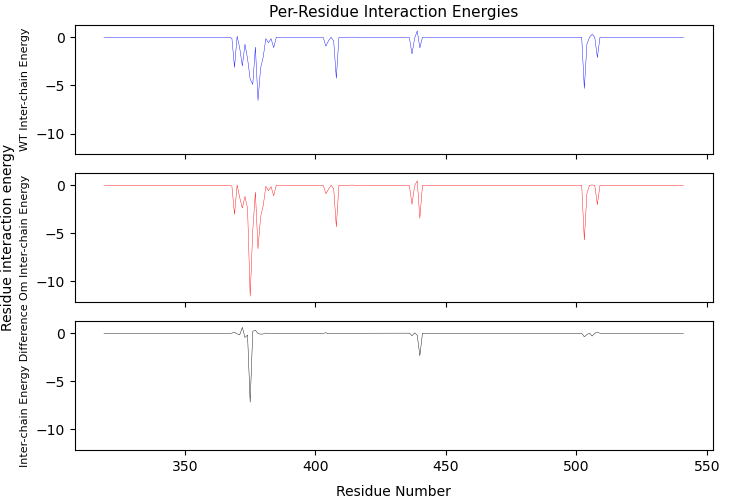 Per-Residue Interaction Energies
Residue interaction energy
WT Inter-chain Energy
0
−5
−10
Om Inter-chain Energy
0
−5
−10
Inter-chain Energy Difference
0
−5
−10
350
400
450
500
550
Residue Number